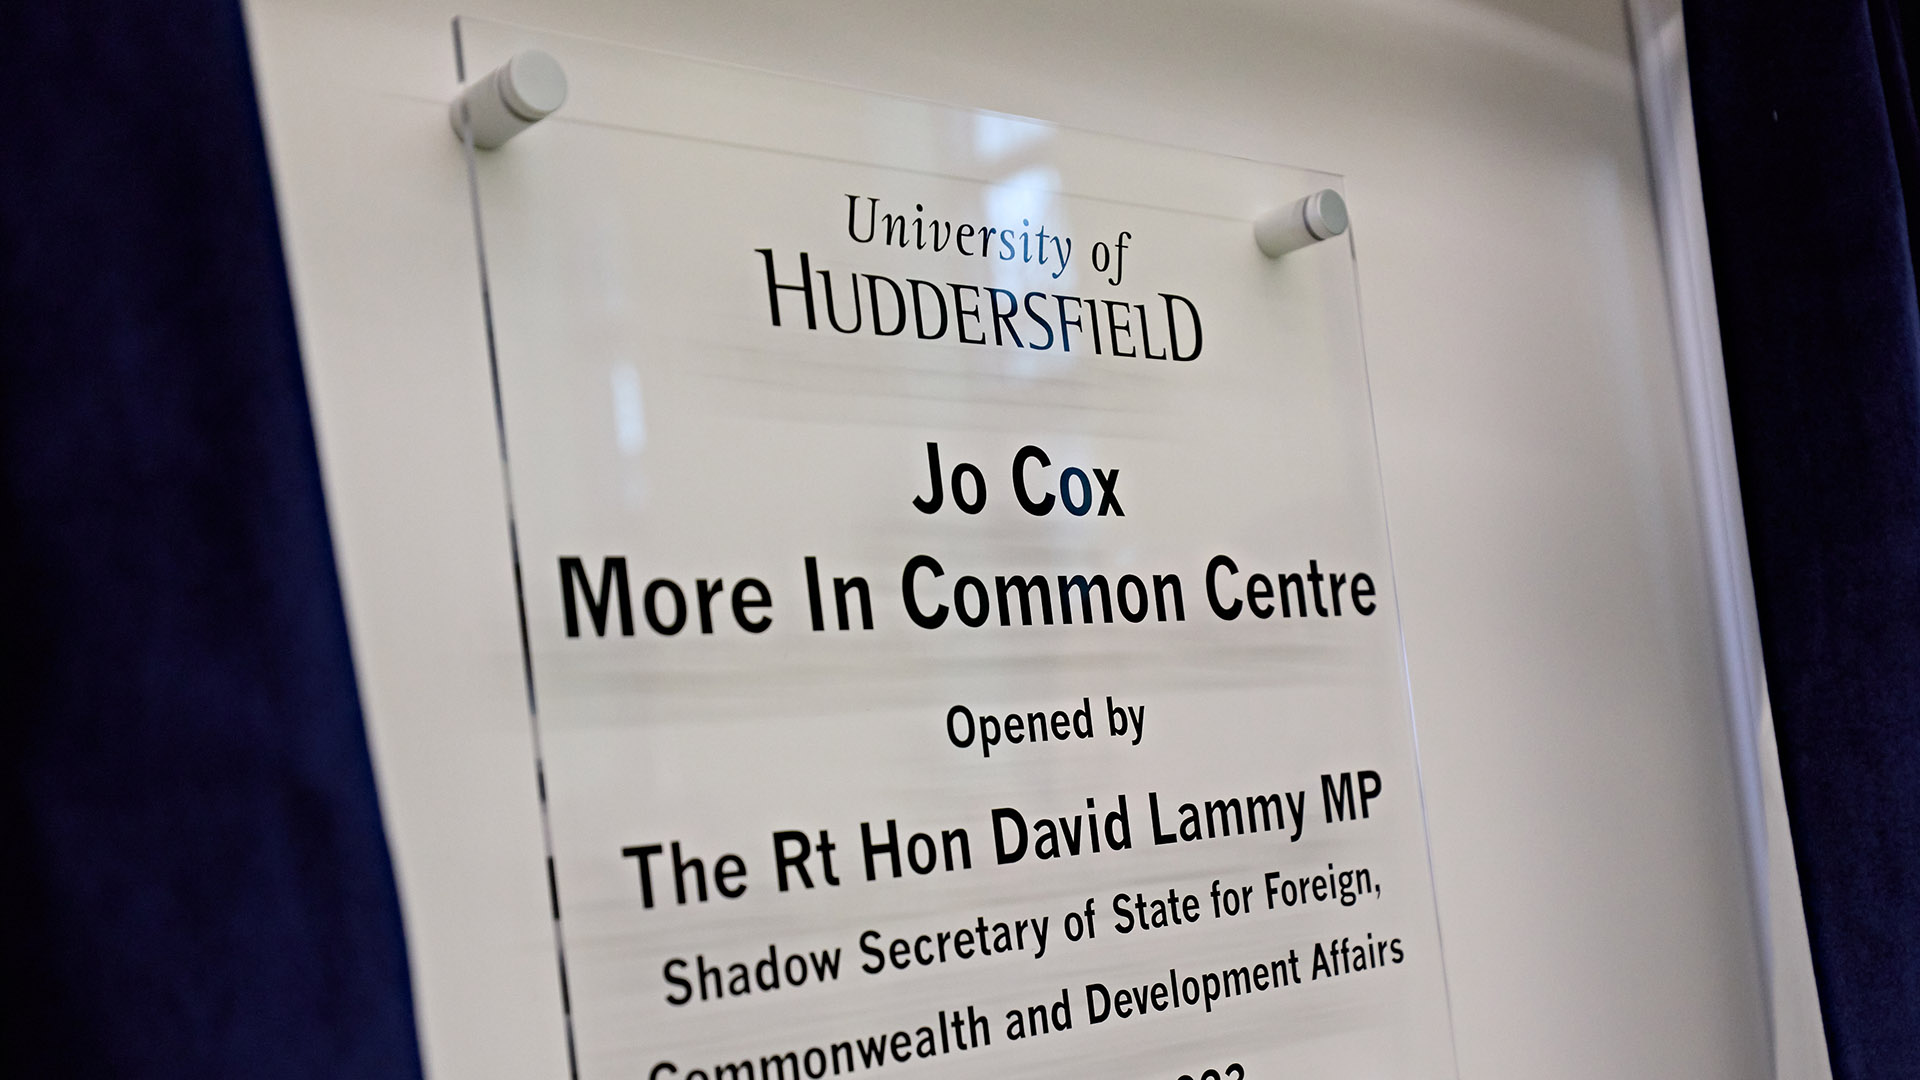 University of
HUDDERSFIELD
Jo Cox
More In Common Centre
Opened by
The Rt Hon David Lammy MP
Shadow Secretary of State for Foreign,
Commonwealth and Development Affairs